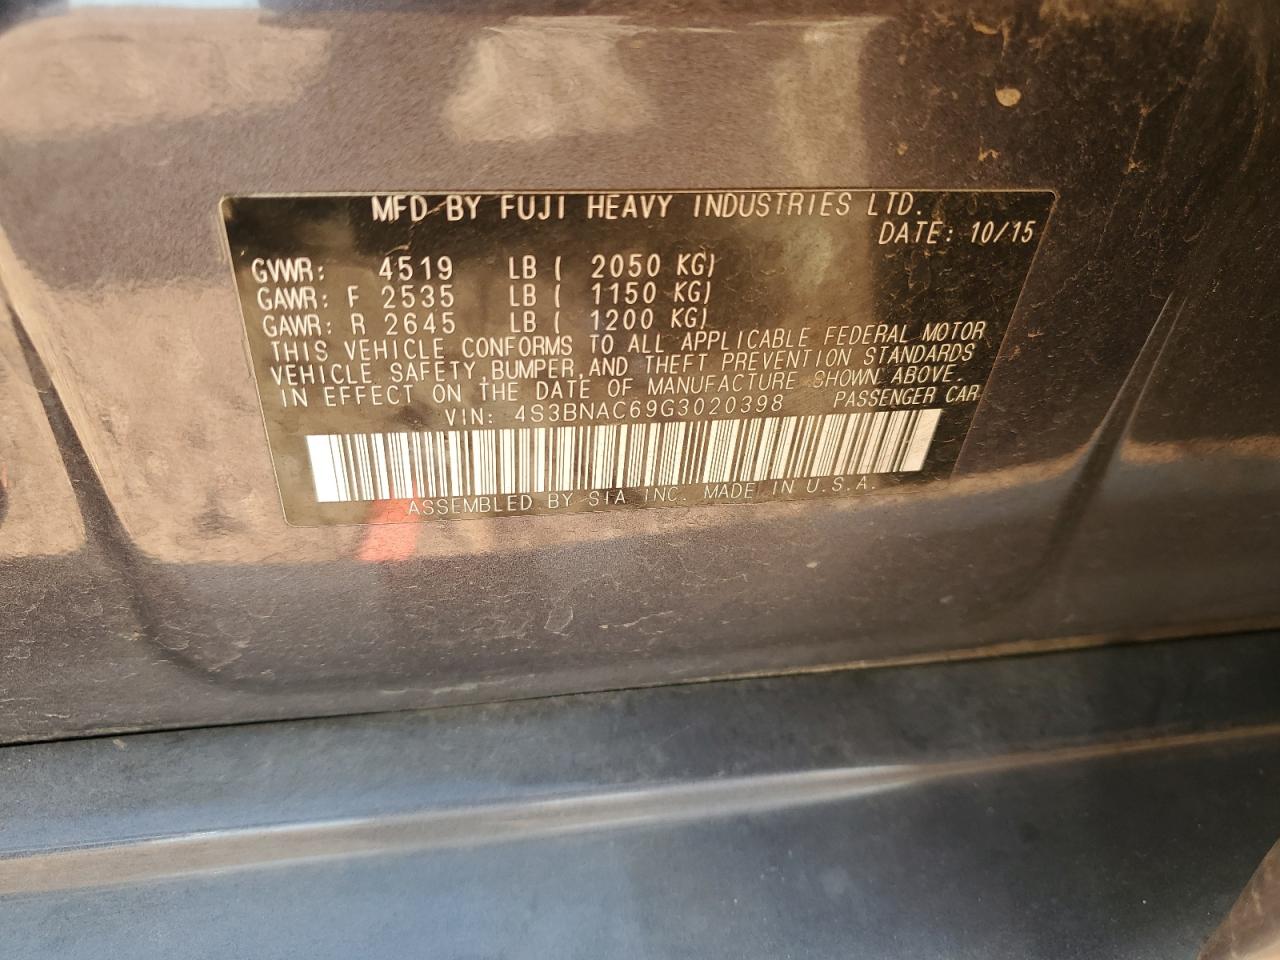 MFD BY FUJI HEAVY INDUSTRIES LTD.
DATE: 10/15
GVWR: 4519 LB ( 2050 KG)
GAWR: F 2535 LB ( 1150 KG)
GAWR: R 2645 LB ( 1200 KG)
THIS VEHICLE CONFORMS TO ALL APPLICABLE FEDERAL MOTOR
VEHICLE SAFETY, BUMPER, AND THEFT PREVENTION STANDARDS
IN EFFECT ON THE DATE OF MANUFACTURE SHOWN ABOVE.
VIN: 4S3BNAC69G3020398 PASSENGER CAR
ASSEMBLED BY SIA INC. MADE IN U.S.A.